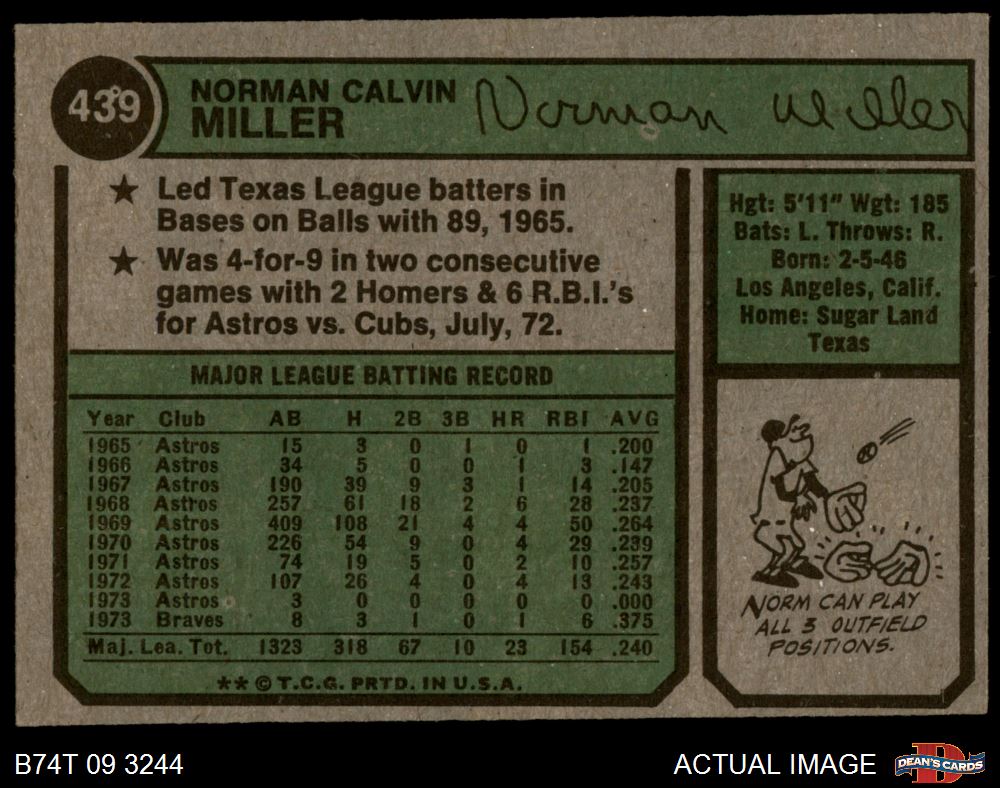 439
NORMAN CALVIN
MILLER
Norman Miller
★ Led Texas League batters in
Bases on Balls with 89, 1965.
★ Was 4-for-9 in two consecutive
games with 2 Homers & 6 R.B.I.'s
for Astros vs. Cubs, July, 72.
Hgt: 5'11" Wgt: 185
Bats: L. Throws: R.
Born: 2-5-46
Los Angeles, Calif.
Home: Sugar Land
Texas
MAJOR LEAGUE BATTING RECORD
Year Club AB H 2B 3B HR RBI AVG
1965 Astros 15 3 0 1 0 1 .200
1966 Astros 34 5 0 0 1 3 .147
1967 Astros 190 39 9 3 1 14 .205
1968 Astros 257 61 18 2 6 28 .237
1969 Astros 409 108 21 4 4 50 .264
1970 Astros 226 54 9 0 4 29 .239
1971 Astros 74 19 5 0 2 10 .257
1972 Astros 107 26 4 0 4 13 .243
1973 Astros 3 0 0 0 0 0 .000
1973 Braves 8 3 1 0 1 6 .375
Maj. Lea. Tot. 1323 318 67 10 23 154 .240
** © T.C.G. PRTD. IN U.S.A.
NORM CAN PLAY
ALL 3 OUTFIELD
POSITIONS.
B74T 09 3244
ACTUAL IMAGE
DEAN'S CARDS